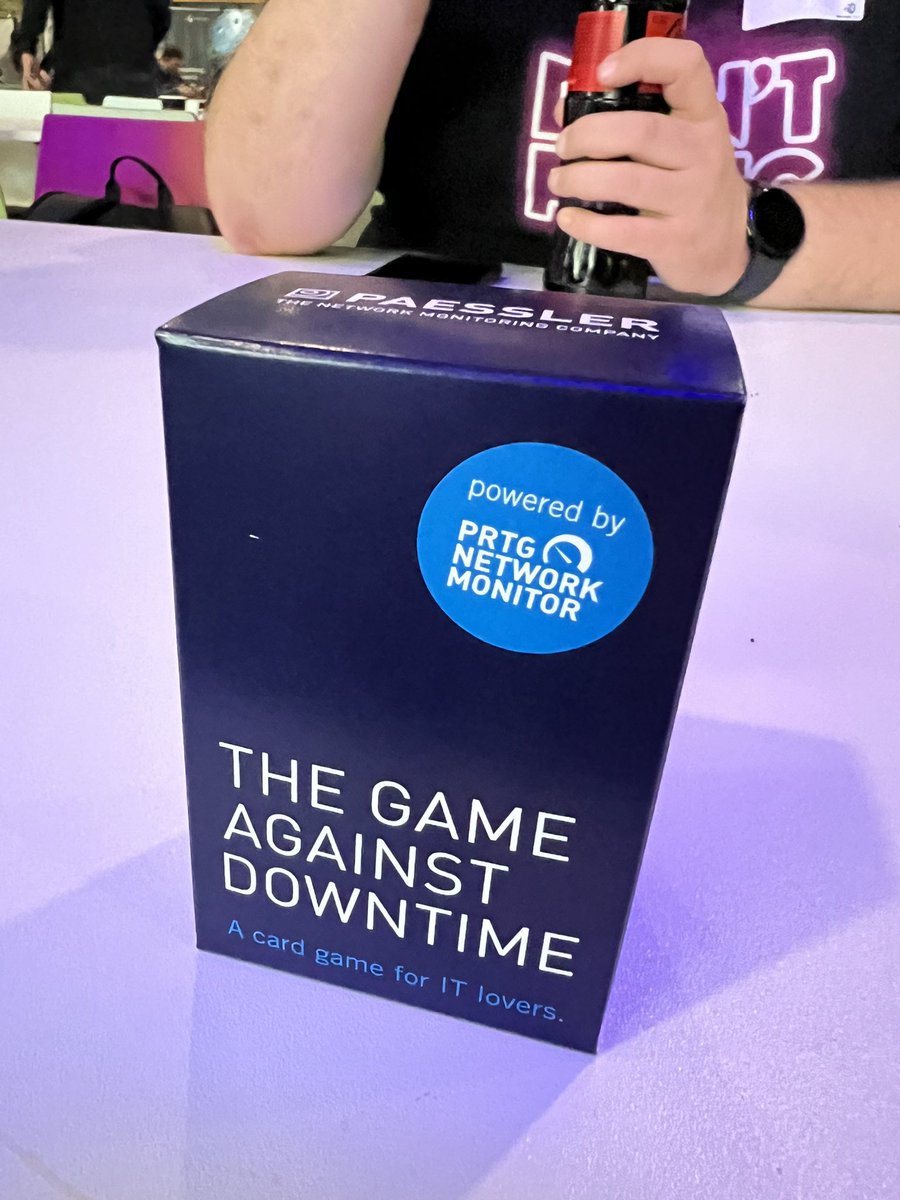 DON'T
PAESSLER
THE NETWORK MONITORING COMPANY
powered by
PRTG
NETWORK
MONITOR
THE GAME
AGAINST
DOWNTIME
A card game for IT lovers.